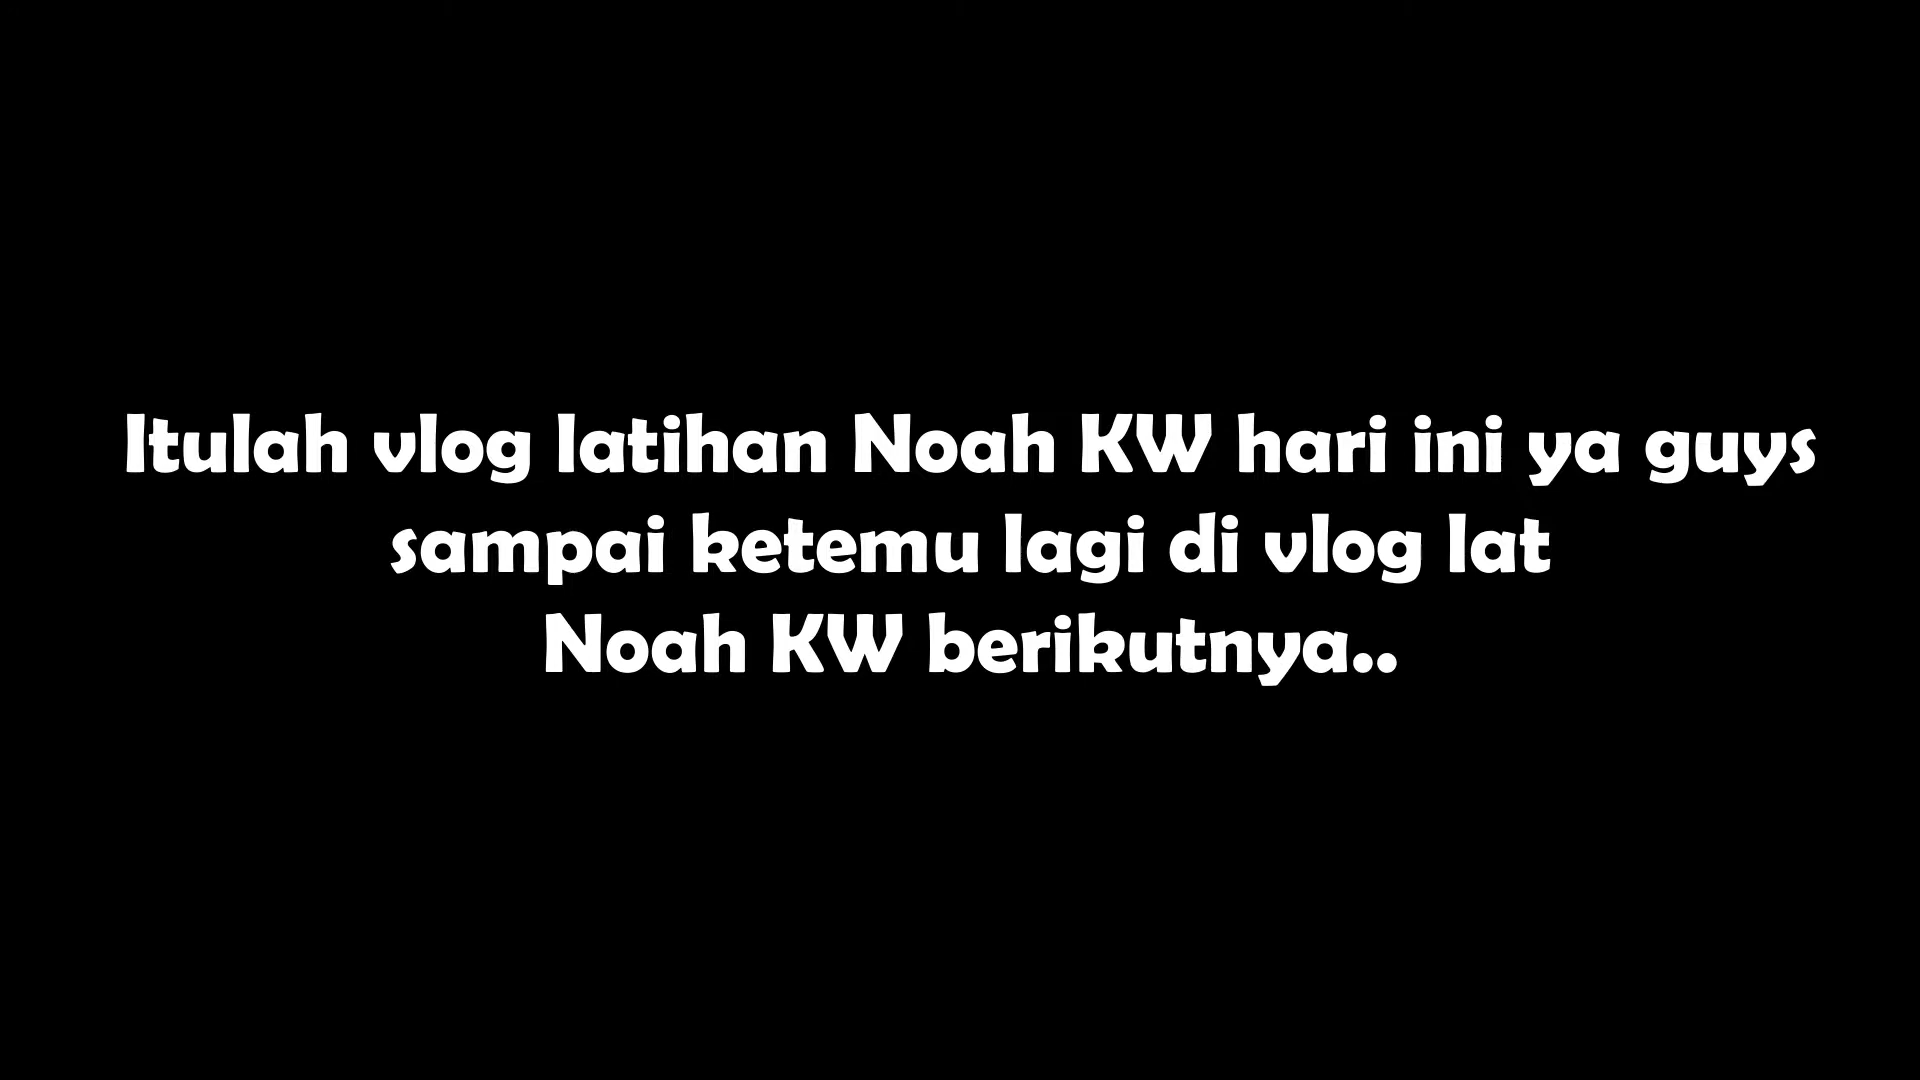 Itulah vlog latihan Noah KW hari ini ya guys
sampai ketemu lagi di vlog lat
Noah KW berikutnya..